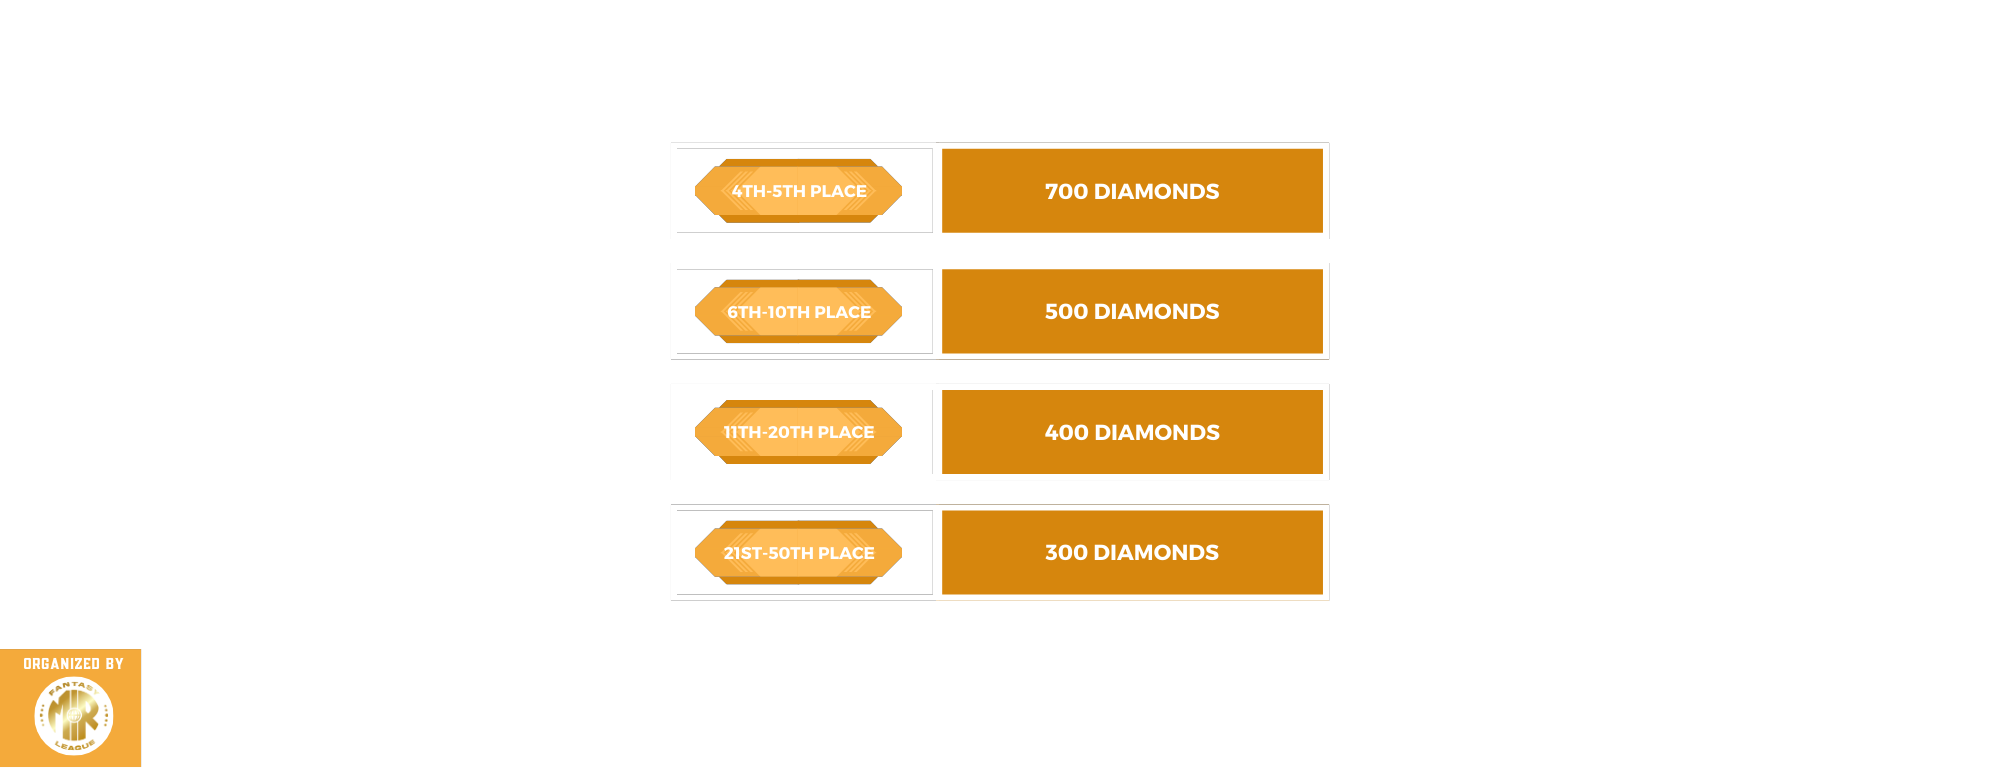 4TH-5TH PLACE
700 DIAMONDS
6TH-10TH PLACE
500 DIAMONDS
11TH-20TH PLACE
400 DIAMONDS
21ST-50TH PLACE
300 DIAMONDS
ORGANIZED BY
FANTASY
MR
LEAGUE